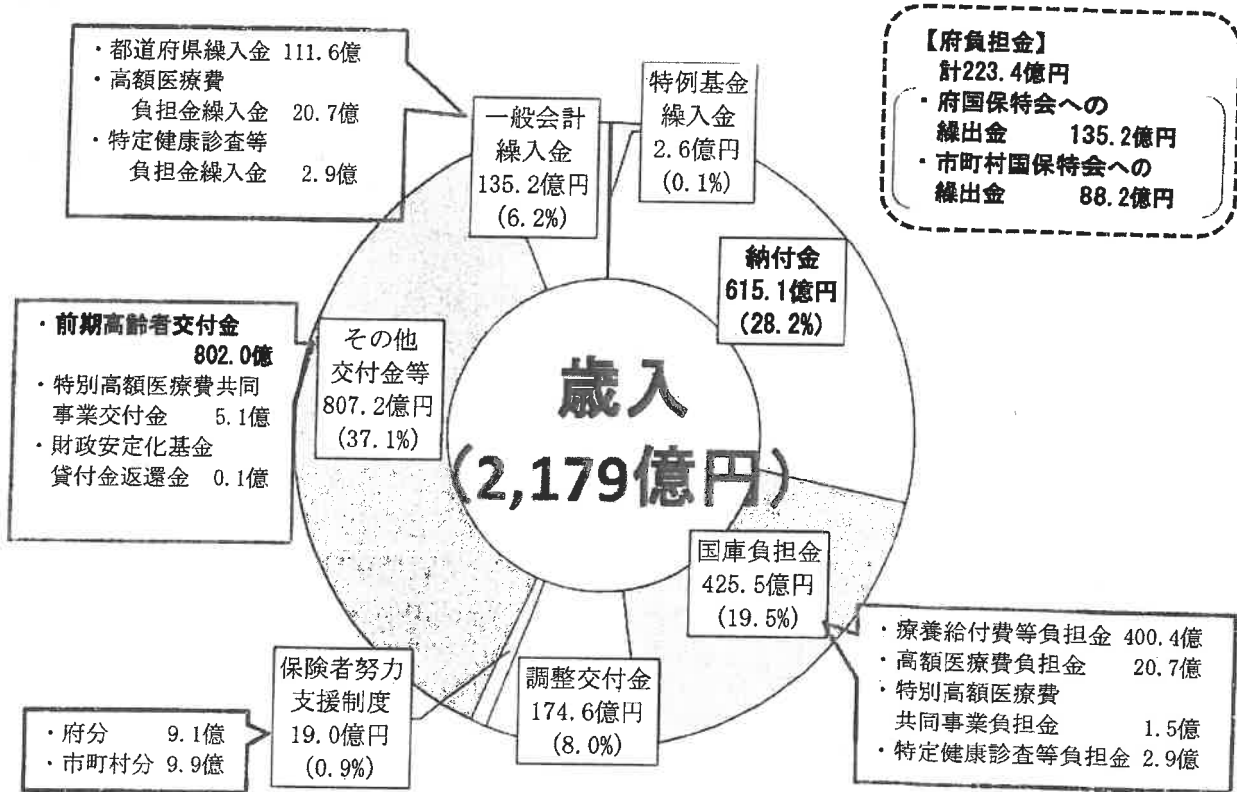 ・都道府県繰入金 111.6億
・高額医療費
負担金繰入金 20.7億
・特定健康診査等
負担金繰入金 2.9億
一般会計
繰入金
135.2億円
(6.2%)
特例基金
繰入金
2.6億円
(0.1%)
【府負担金】
計223.4億円
・府国保特会への
繰出金 135.2億円
・市町村国保特会への
繰出金 88.2億円
納付金
615.1億円
(28.2%)
・前期高齢者交付金
802.0億
・特別高額医療費共同
事業交付金 5.1億
・財政安定化基金
貸付金返還金 0.1億
その他
交付金等
807.2億円
(37.1%)
歳入
(2,179億円)
国庫負担金
425.5億円
(19.5%)
・療養給付費等負担金 400.4億
・高額医療費負担金 20.7億
・特別高額医療費
共同事業負担金 1.5億
・特定健康診査等負担金 2.9億
調整交付金
174.6億円
(8.0%)
保険者努力
支援制度
19.0億円
(0.9%)
・府分 9.1億
・市町村分 9.9億